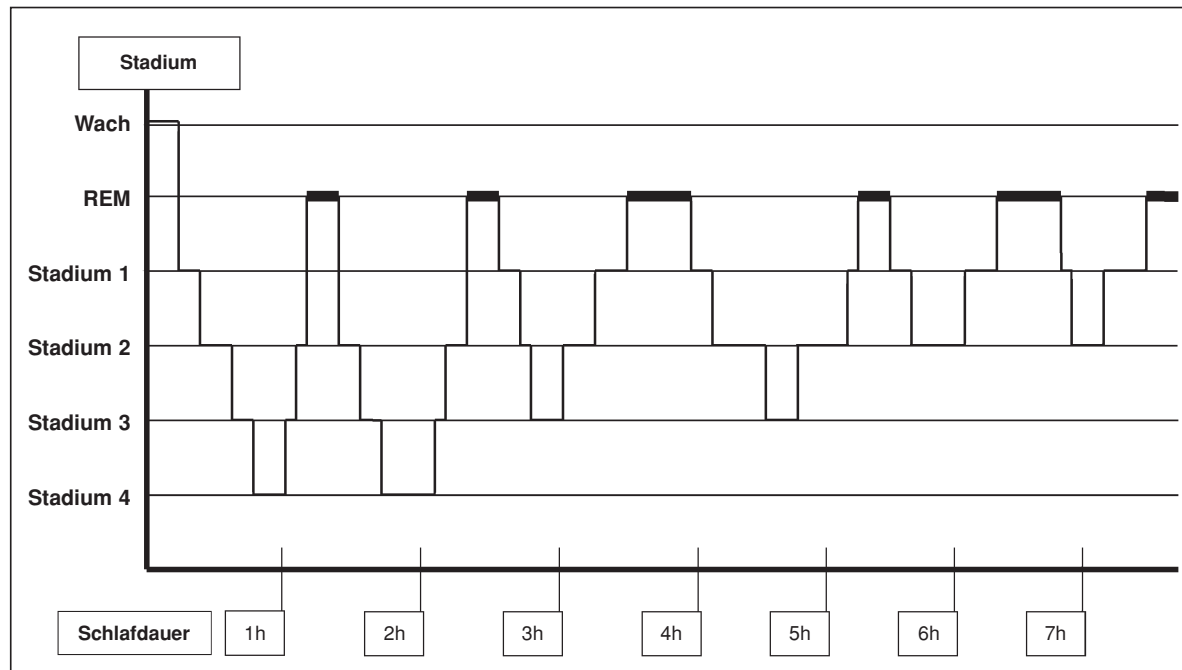 Stadium
Wach
REM
Stadium 1
Stadium 2
Stadium 3
Stadium 4
Schlafdauer 1h 2h 3h 4h 5h 6h 7h